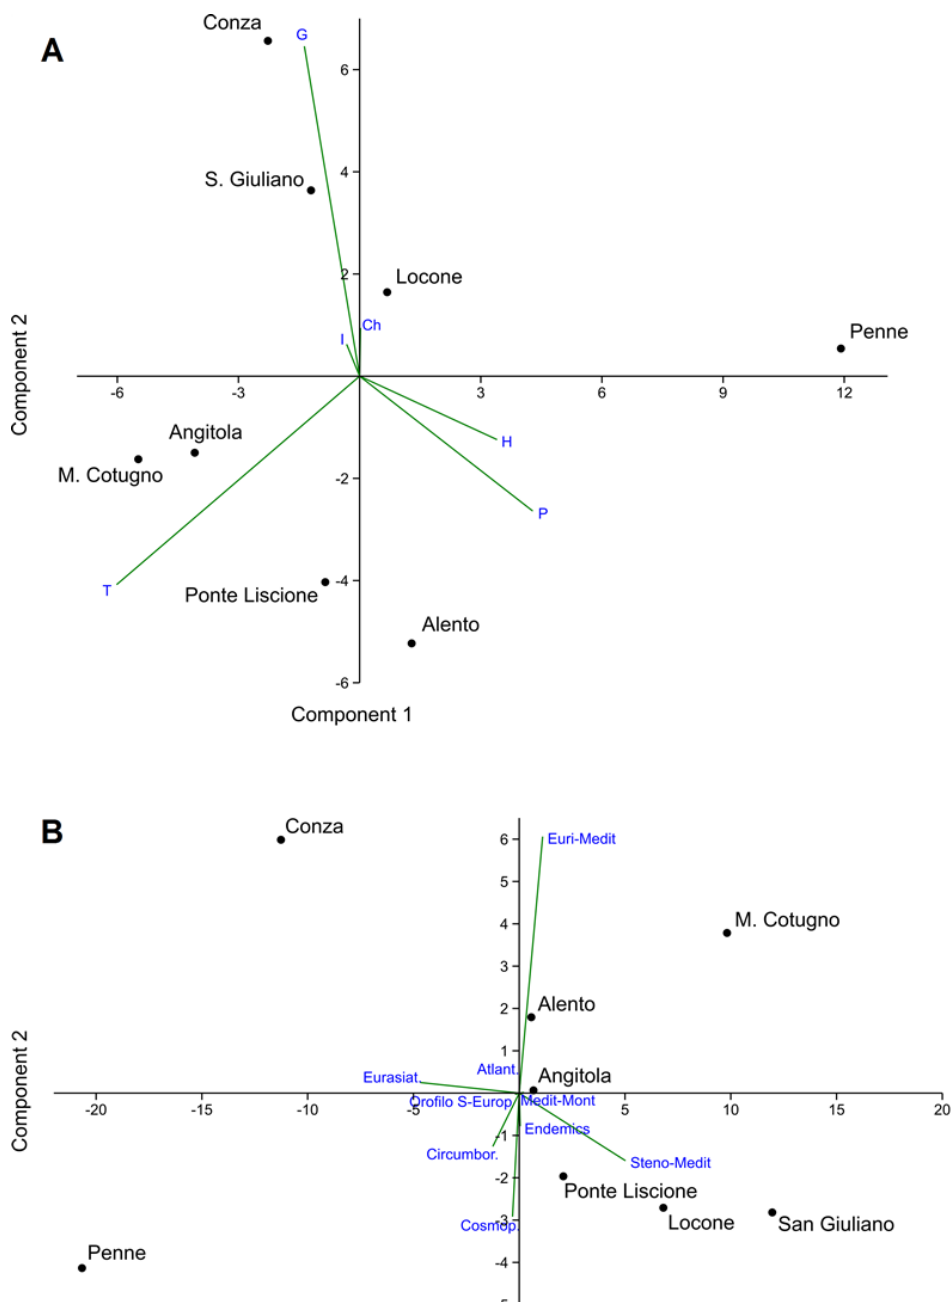 A
Conza
G
6
S. Giuliano
4
Locone
2
Ch
I
Penne
Component 2
-6
-3
3
6
9
12
Angitola
M. Cotugno
H
-2
P
T
Ponte Liscione
-4
Alento
-6
Component 1
B
Conza
6
Euri-Medit
5
M. Cotugno
4
3
Alento
2
1
Atlant.
Angitola
Eurasiat.
Component 2
-20
-15
-10
-5
5
10
15
20
Orofilo S-Europ
Medit-Mont
Endemics
-1
Circumbor.
Steno-Medit
-2
Ponte Liscione
Cosmop.
-3
Locone
San Giuliano
Penne
-4
-5